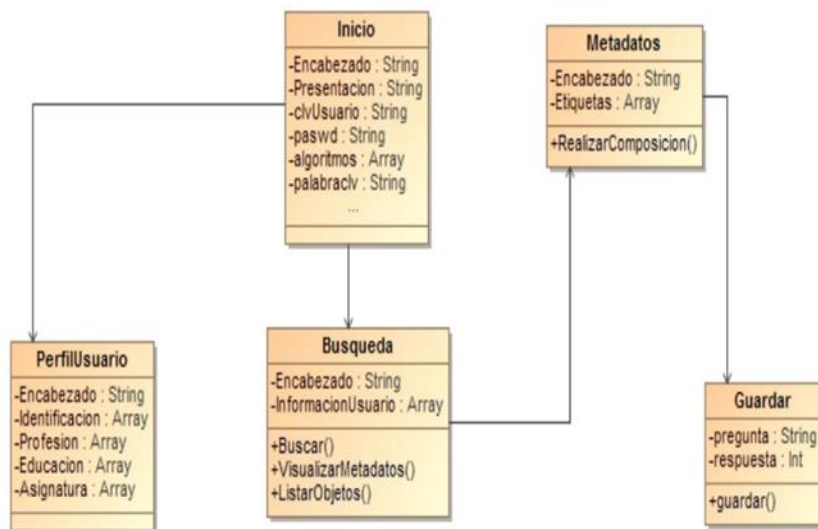 Inicio
-Encabezado : String
-Presentacion : String
-clvUsuario : String
-paswd : String
-algoritmos : Array
-palabraclv : String
...
Metadatos
-Encabezado : String
-Etiquetas : Array
+RealizarComposicion()
PerfilUsuario
-Encabezado : String
-Identificacion : Array
-Profesion : Array
-Educacion : Array
-Asignatura : Array
Busqueda
-Encabezado : String
-InformacionUsuario : Array
+Buscar()
+VisualizarMetadatos()
+ListarObjetos()
Guardar
-pregunta : String
-respuesta : Int
+guardar()